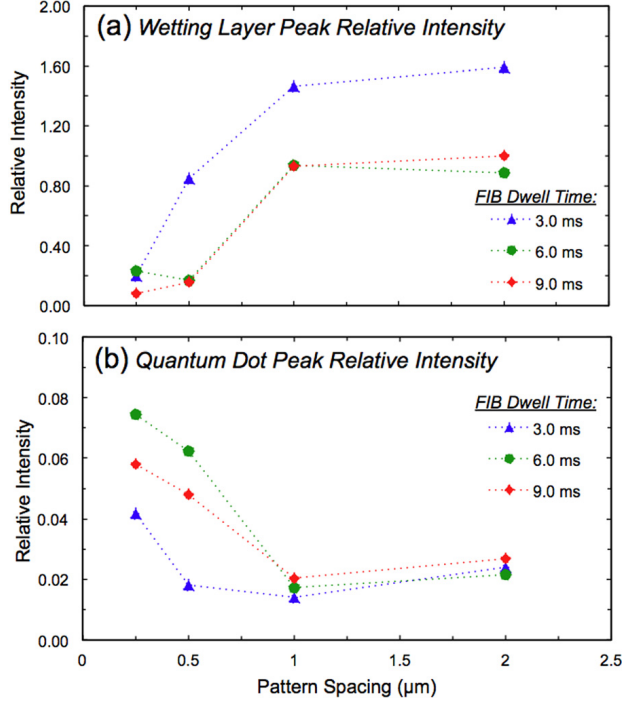 (a) Wetting Layer Peak Relative Intensity
2.00
1.60
1.20
0.80
0.40
0.00
Relative Intensity
FIB Dwell Time:
3.0 ms
6.0 ms
9.0 ms
(b) Quantum Dot Peak Relative Intensity
0.10
0.08
0.06
0.04
0.02
0.00
Relative Intensity
FIB Dwell Time:
3.0 ms
6.0 ms
9.0 ms
0 0.5 1 1.5 2 2.5
Pattern Spacing (μm)